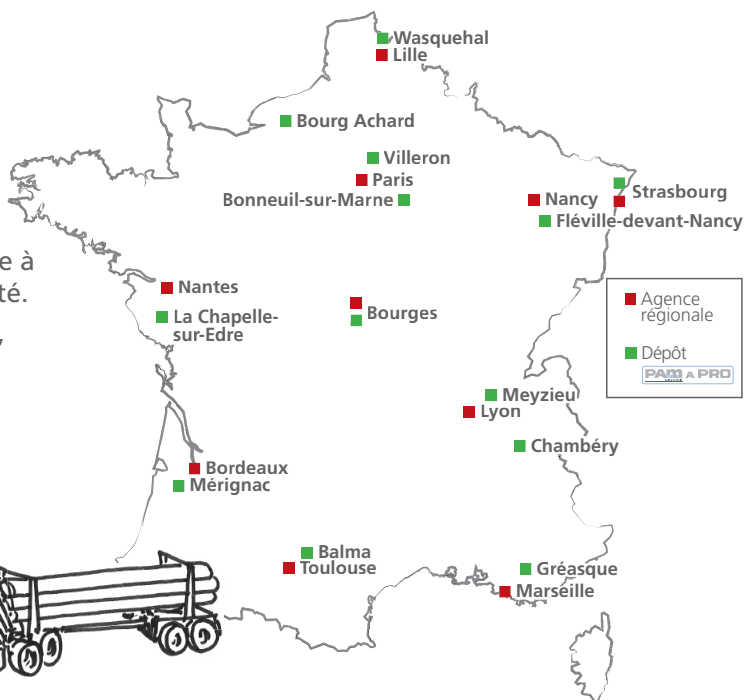 Wasquehal
Lille
Bourg Achard
Villeron
Paris
Bonneuil-sur-Marne
Nancy
Strasbourg
Fléville-devant-Nancy
e à
té.
,
Nantes
La Chapelle-
sur-Edre
Bourges
Agence
régionale
Dépôt
PAM A PRO
Meyzieu
Lyon
Chambéry
Bordeaux
Mérignac
Balma
Toulouse
Gréasque
Marseille